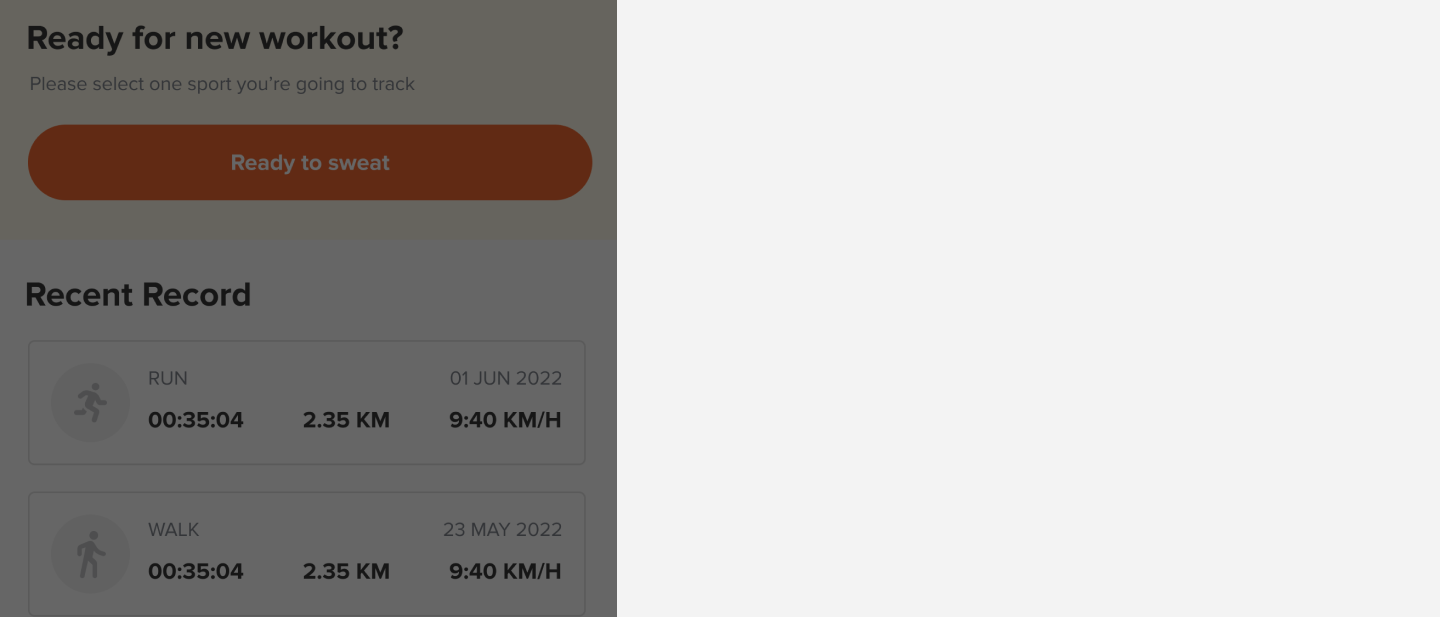 Ready for new workout?
Please select one sport you’re going to track
Ready to sweat
Recent Record
RUN 01 JUN 2022
00:35:04 2.35 KM 9:40 KM/H
WALK 23 MAY 2022
00:35:04 2.35 KM 9:40 KM/H